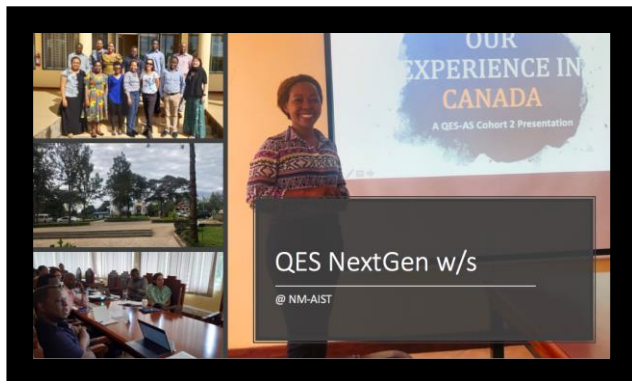 OUR
EXPERIENCE IN
CANADA
A QES-AS Cohort 2 Presentation
QES NextGen w/s
@ NM-AIST